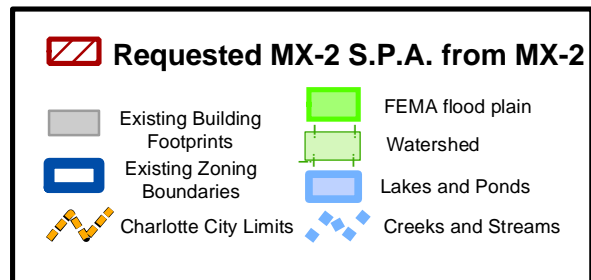 Requested MX-2 S.P.A. from MX-2
Existing Building
Footprints
Existing Zoning
Boundaries
Charlotte City Limits
FEMA flood plain
Watershed
Lakes and Ponds
Creeks and Streams